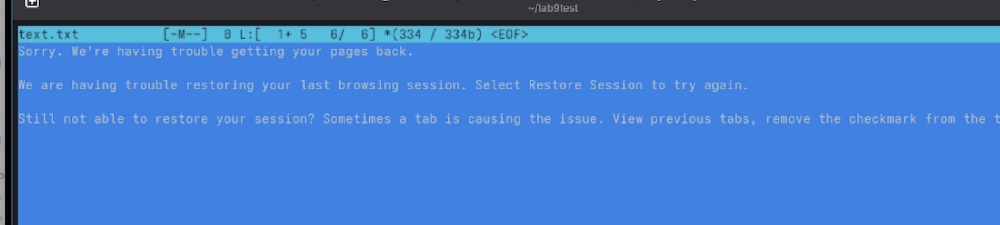 ~/lab9test
text.txt [-M--] 0 L:[ 1+ 5 6/ 6] *(334 / 334b) <EOF>
Sorry. We’re having trouble getting your pages back.
We are having trouble restoring your last browsing session. Select Restore Session to try again.
Still not able to restore your session? Sometimes a tab is causing the issue. View previous tabs, remove the checkmark from the t